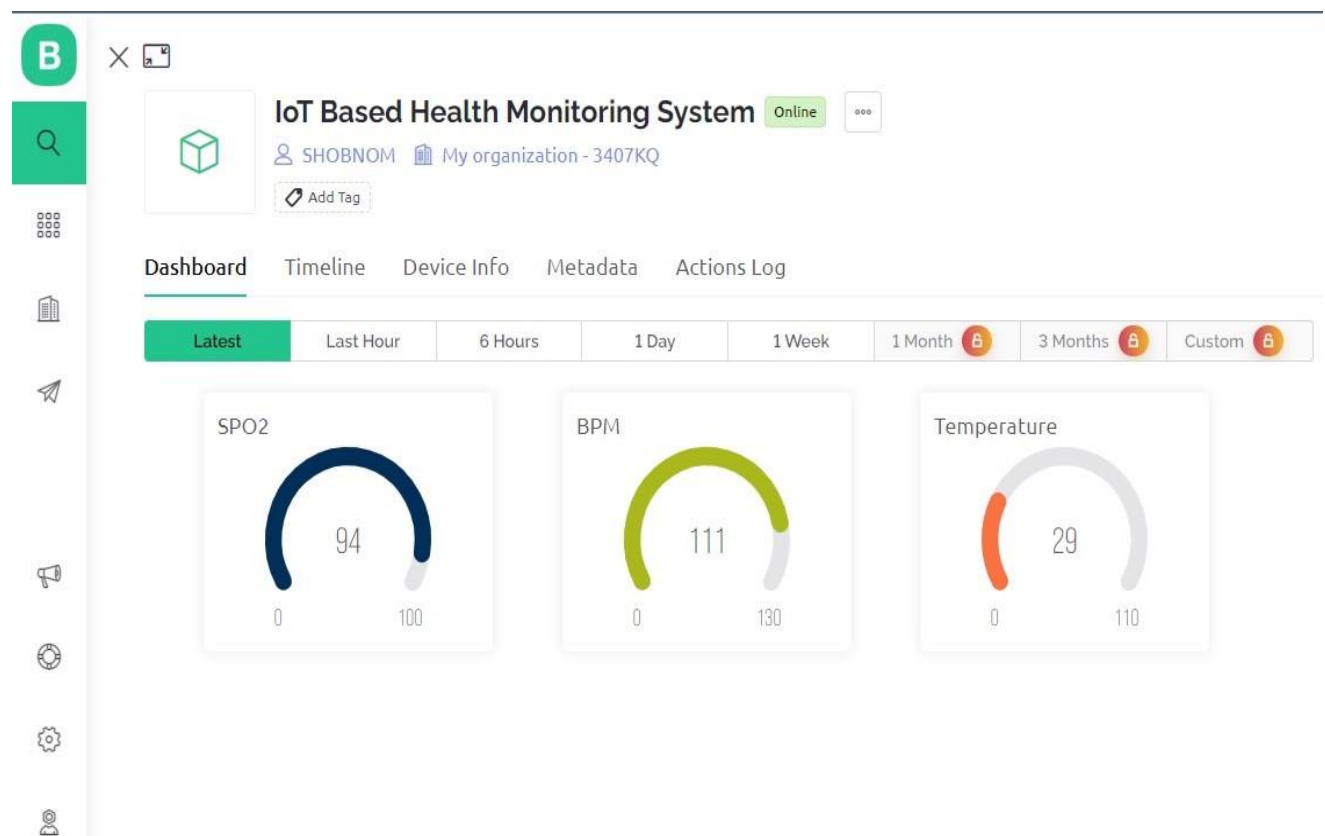 B
IoT Based Health Monitoring System Online
SHOBNOM My organization - 3407KQ
Add Tag
Dashboard Timeline Device Info Metadata Actions Log
Latest Last Hour 6 Hours 1 Day 1 Week 1 Month 3 Months Custom
SPO2 BPM Temperature
94 111 29
0 100 0 130 0 110